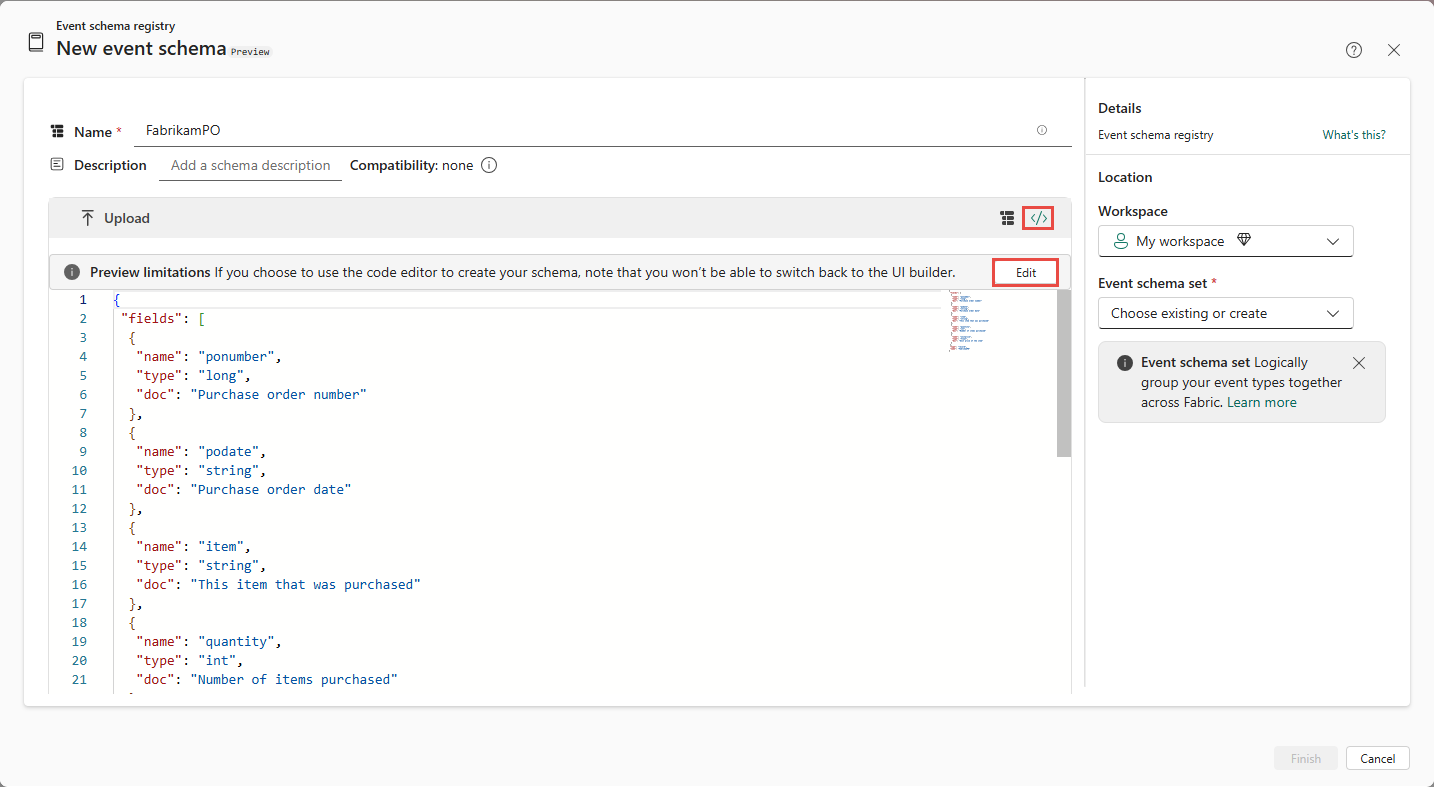 Event schema registry
New event schema Preview
Name * FabrikamPO
Description Add a schema description Compatibility: none
Upload
Preview limitations If you choose to use the code editor to create your schema, note that you won't be able to switch back to the UI builder. Edit
1 {
2 "fields": [
3 {
4 "name": "ponumber",
5 "type": "long",
6 "doc": "Purchase order number"
7 },
8 {
9 "name": "podate",
10 "type": "string",
11 "doc": "Purchase order date"
12 },
13 {
14 "name": "item",
15 "type": "string",
16 "doc": "This item that was purchased"
17 },
18 {
19 "name": "quantity",
20 "type": "int",
21 "doc": "Number of items purchased"
Details
Event schema registry What's this?
Location
Workspace
My workspace
Event schema set *
Choose existing or create
Event schema set Logically
group your event types together
across Fabric. Learn more
Finish Cancel